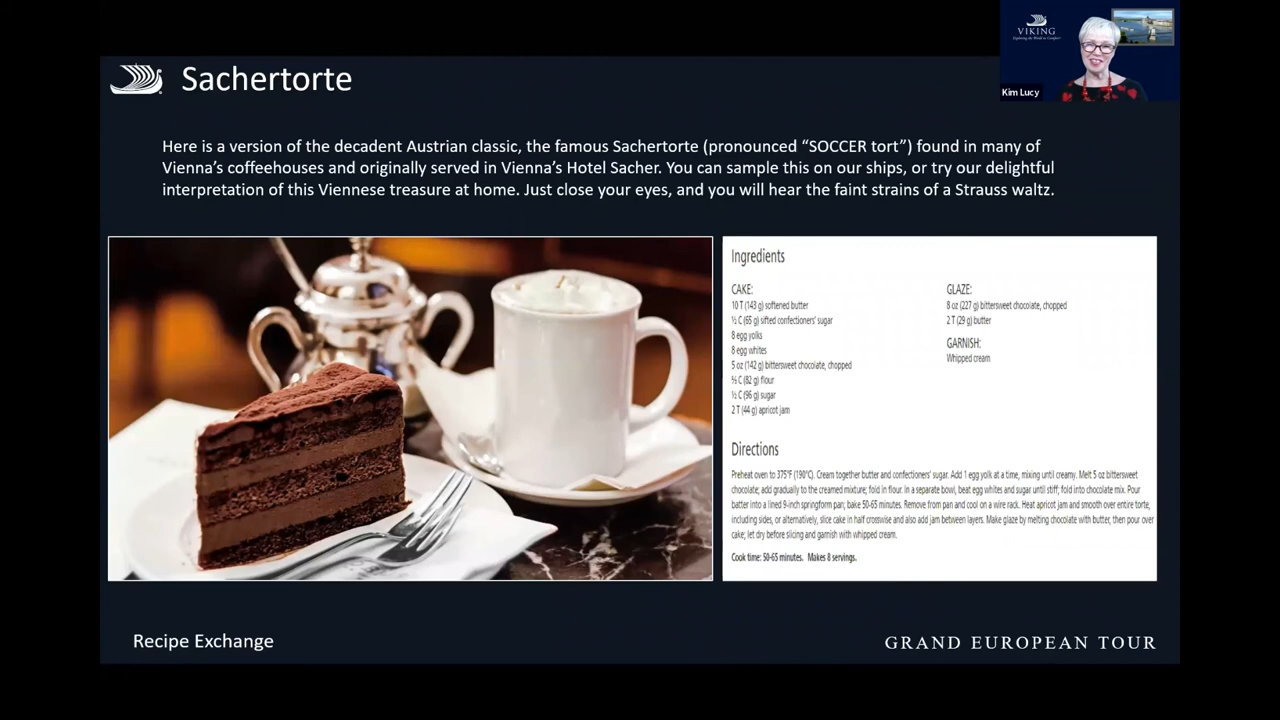 VIKING
Exploring the World in Comfort
Kim Lucy
Sachertorte
Here is a version of the decadent Austrian classic, the famous Sachertorte (pronounced “SOCCER tort”) found in many of
Vienna’s coffeehouses and originally served in Vienna’s Hotel Sacher. You can sample this on our ships, or try our delightful
interpretation of this Viennese treasure at home. Just close your eyes, and you will hear the faint strains of a Strauss waltz.
Ingredients
CAKE:
10 T (143 g) softened butter
½ C (65 g) sifted confectioners' sugar
8 egg yolks
8 egg whites
5 oz (142 g) bittersweet chocolate, chopped
⅔ C (82 g) flour
½ C (96 g) sugar
2 T (44 g) apricot jam
GLAZE:
8 oz (227 g) bittersweet chocolate, chopped
2 T (29 g) butter
GARNISH:
Whipped cream
Directions
Preheat oven to 375°F (190°C). Cream together butter and confectioners' sugar. Add 1 egg yolk at a time, mixing until creamy. Melt 5 oz bittersweet
chocolate; add gradually to the creamed mixture; fold in flour. In a separate bowl, beat egg whites and sugar until stiff; fold into chocolate mix. Pour
batter into a lined 9-inch springform pan; bake 50-65 minutes. Remove from pan and cool on a wire rack. Heat apricot jam and smooth over entire torte,
including sides, or alternatively, slice cake in half crosswise and also add jam between layers. Make glaze by melting chocolate with butter, then pour over
cake; let dry before slicing and garnish with whipped cream.
Cook time: 50-65 minutes. Makes 8 servings.
Recipe Exchange
GRAND EUROPEAN TOUR